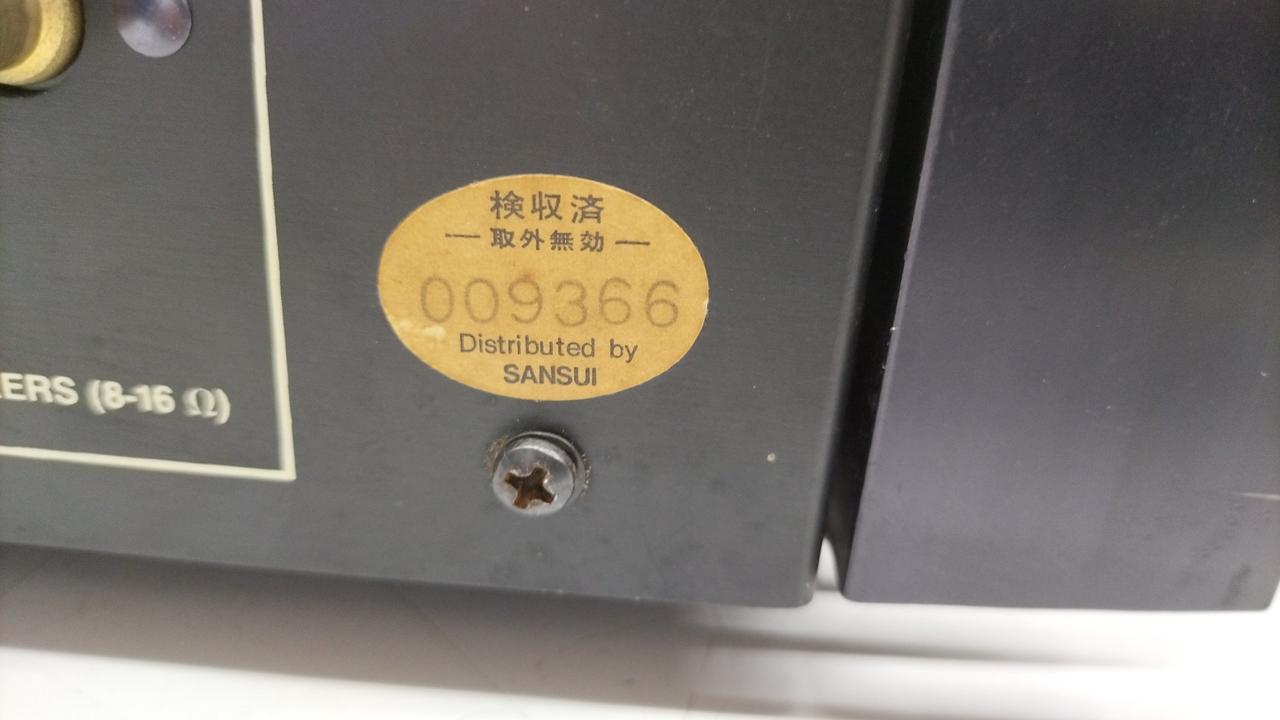 検収済
— 取外無効 —
009366
Distributed by
SANSUI
ERS (8-16 Ω)